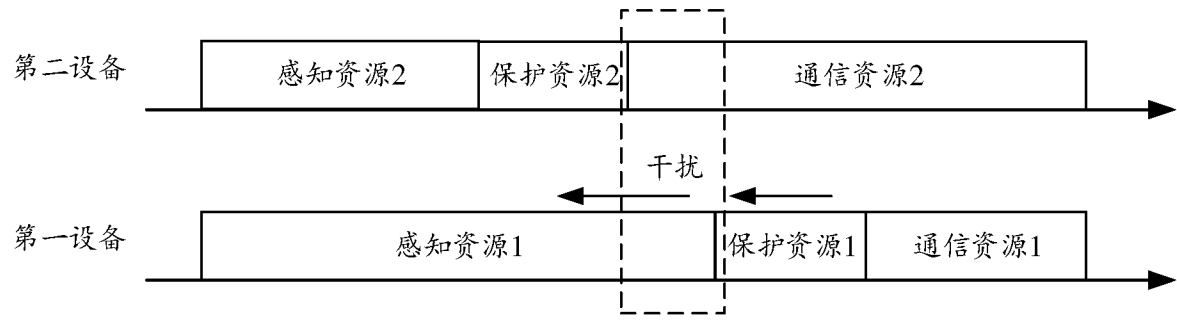 第二设备
感知资源2
保护资源2
通信资源2
干扰
第一设备
感知资源1
保护资源1
通信资源1